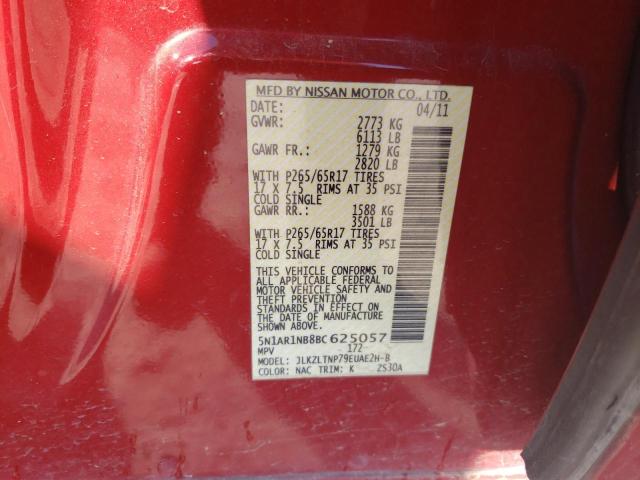 MFD BY NISSAN MOTOR CO., LTD.
DATE: 04/11
GVWR: 2773 KG
6113 LB
GAWR FR.: 1279 KG
2820 LB
WITH P265/65R17 TIRES
17 X 7.5 RIMS AT 35 PSI
COLD SINGLE
GAWR RR.: 1588 KG
3501 LB
WITH P265/65R17 TIRES
17 X 7.5 RIMS AT 35 PSI
COLD SINGLE
THIS VEHICLE CONFORMS TO
ALL APPLICABLE FEDERAL
MOTOR VEHICLE SAFETY AND
THEFT PREVENTION
STANDARDS IN EFFECT ON
THE DATE OF MANUFACTURE
SHOWN ABOVE.
5N1AR1NB8BC625057
MPV 172
MODEL: JLKZLTNP79EUAE2H-B
COLOR: NAC TRIM: K ZS30A